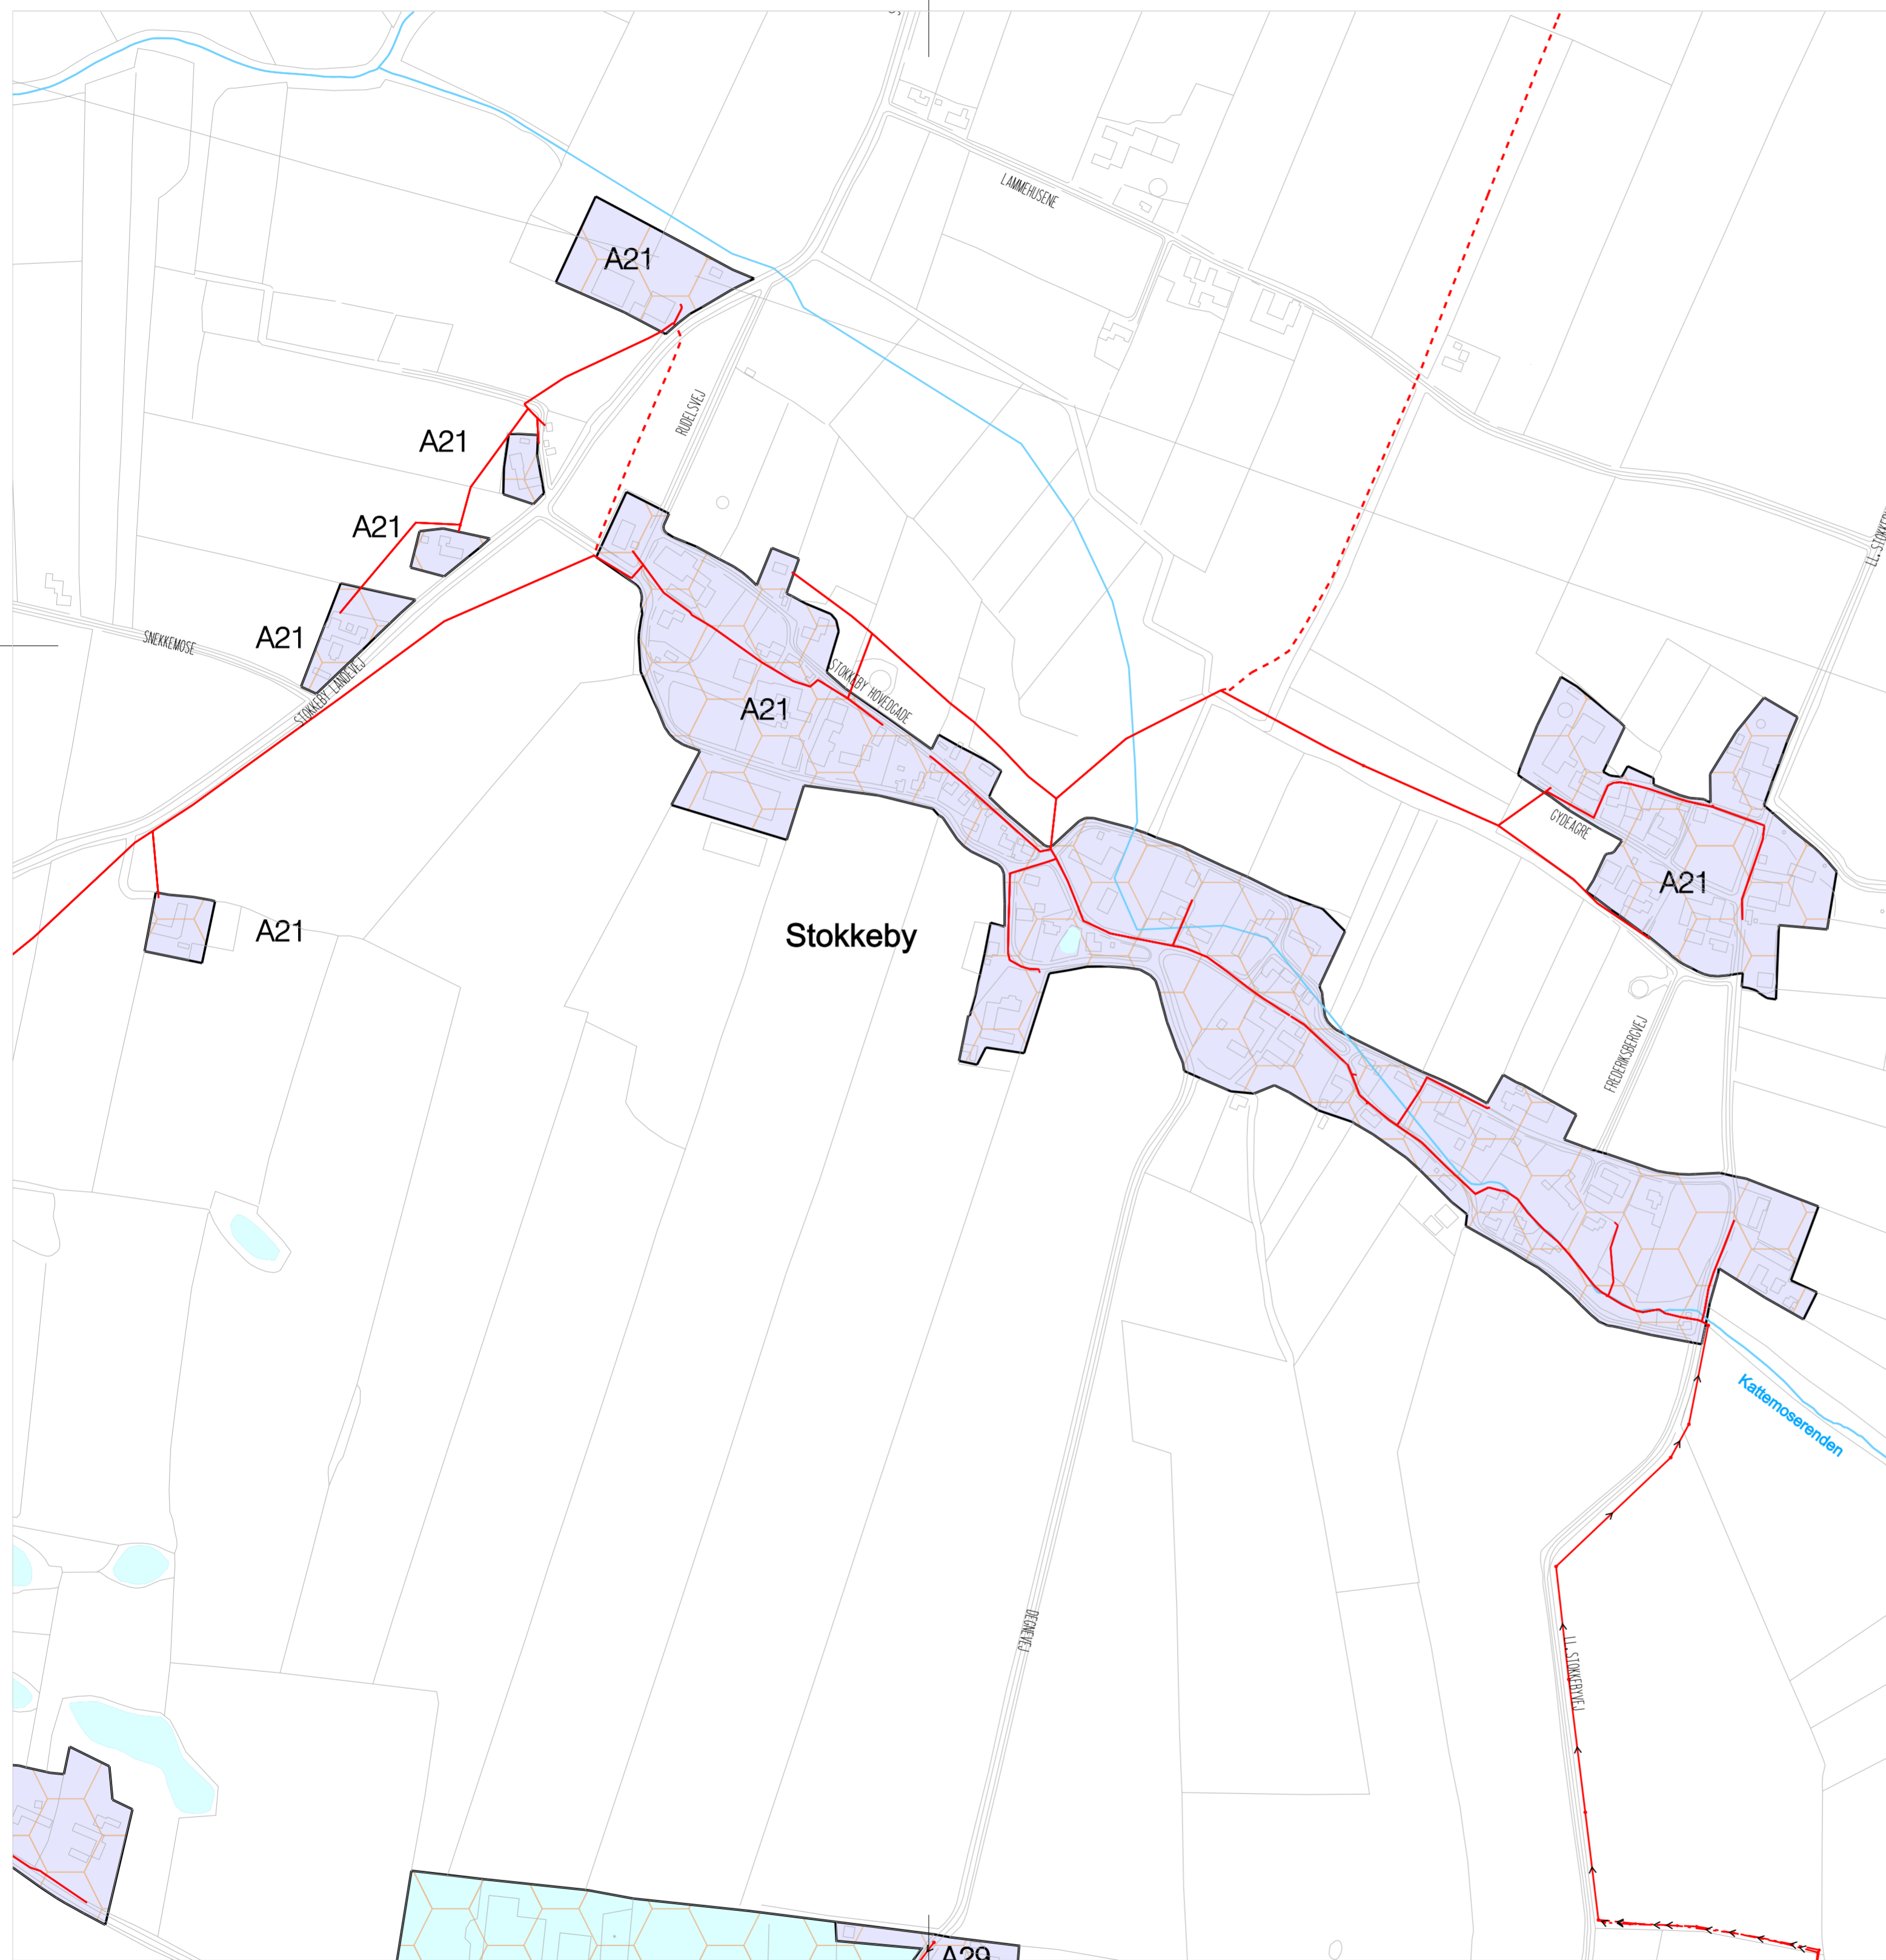 LAMMEHUSENE
A21
RUDELSVEJ
A21
A21
A21
SNEKKEMOSE
STOKKEBY LANDEVEJ
STOKKEBY HOVEDGADE
A21
GYDEAGRE
A21
A21
Stokkeby
FREDERIKSBERGVEJ
Kattemoserenden
DEGNEVEJ
LL. STOKKEBYVEJ
A29